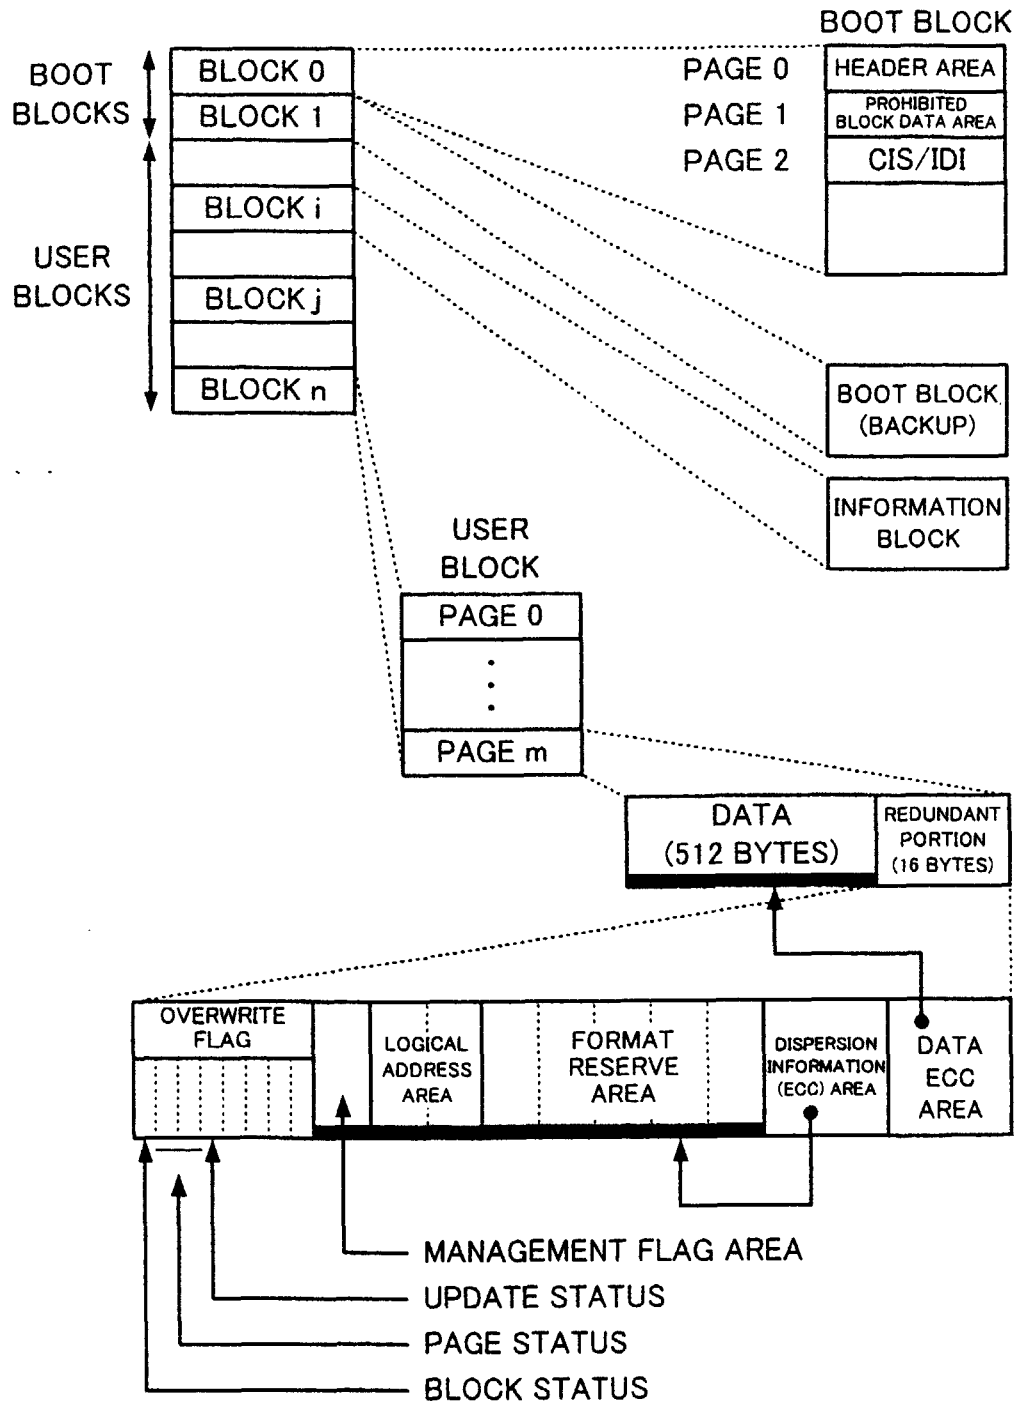 BOOT BLOCK
BOOT
BLOCKS
BLOCK 0
BLOCK 1
PAGE 0
HEADER AREA
PAGE 1
PROHIBITED
BLOCK DATA AREA
PAGE 2
CIS/IDI
USER
BLOCKS
BLOCK i
BLOCK j
BLOCK n
BOOT BLOCK
(BACKUP)
INFORMATION
BLOCK
USER
BLOCK
PAGE 0
PAGE m
DATA
(512 BYTES)
REDUNDANT
PORTION
(16 BYTES)
OVERWRITE
FLAG
LOGICAL
ADDRESS
AREA
FORMAT
RESERVE
AREA
DISPERSION
INFORMATION
(ECC) AREA
DATA
ECC
AREA
MANAGEMENT FLAG AREA
UPDATE STATUS
PAGE STATUS
BLOCK STATUS